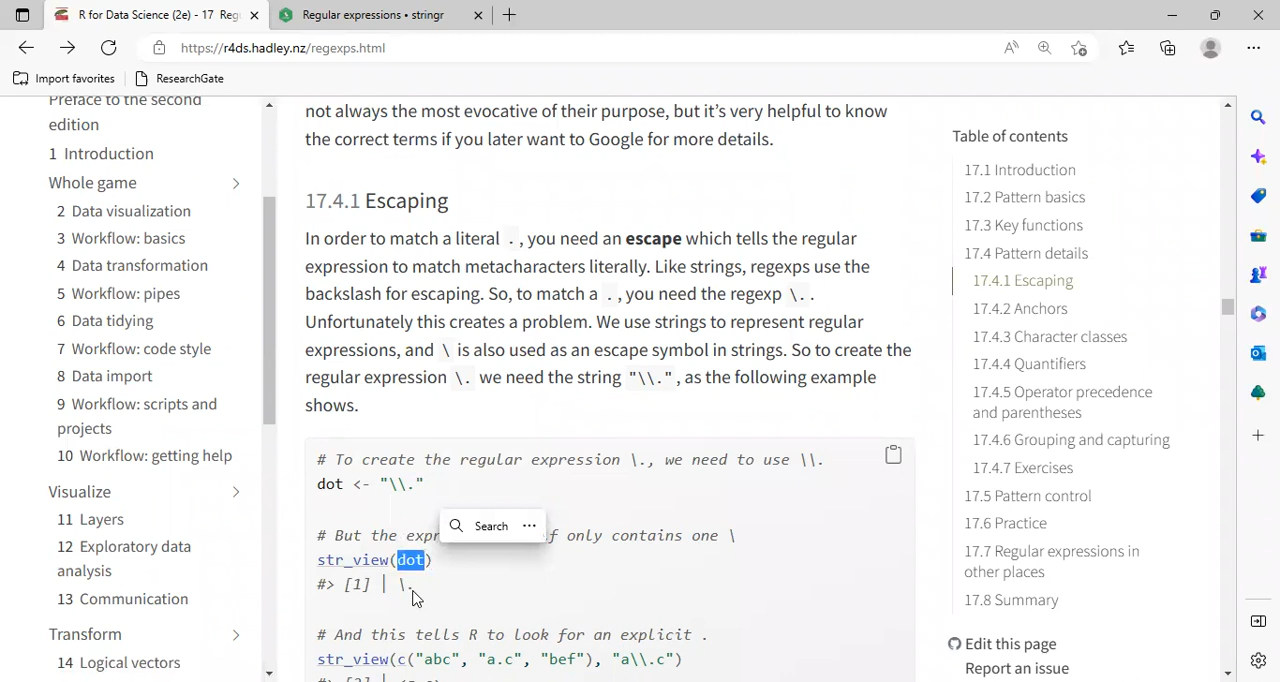 R for Data Science (2e) - 17 Regu
Regular expressions • stringr
https://r4ds.hadley.nz/regexps.html
Import favorites
ResearchGate
Preface to the second
edition
1 Introduction
Whole game
2 Data visualization
3 Workflow: basics
4 Data transformation
5 Workflow: pipes
6 Data tidying
7 Workflow: code style
8 Data import
9 Workflow: scripts and
projects
10 Workflow: getting help
Visualize
11 Layers
12 Exploratory data
analysis
13 Communication
Transform
14 Logical vectors
not always the most evocative of their purpose, but it's very helpful to know
the correct terms if you later want to Google for more details.
17.4.1 Escaping
In order to match a literal ., you need an escape which tells the regular
expression to match metacharacters literally. Like strings, regexps use the
backslash for escaping. So, to match a ., you need the regexp \..
Unfortunately this creates a problem. We use strings to represent regular
expressions, and \ is also used as an escape symbol in strings. So to create the
regular expression \. we need the string "\\.", as the following example
shows.
# To create the regular expression \., we need to use \\.
dot <- "\\."
Search
# But the expr f only contains one \
str_view(dot)
#> [1] │ \.
# And this tells R to look for an explicit .
str_view(c("abc", "a.c", "bef"), "a\\.c")
Table of contents
17.1 Introduction
17.2 Pattern basics
17.3 Key functions
17.4 Pattern details
17.4.1 Escaping
17.4.2 Anchors
17.4.3 Character classes
17.4.4 Quantifiers
17.4.5 Operator precedence
and parentheses
17.4.6 Grouping and capturing
17.4.7 Exercises
17.5 Pattern control
17.6 Practice
17.7 Regular expressions in
other places
17.8 Summary
Edit this page
Report an issue